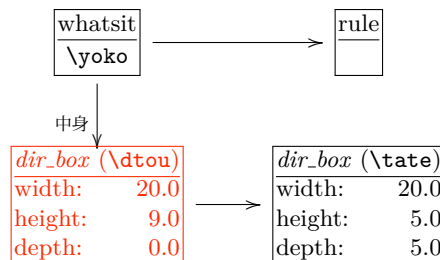 whatsit
\yoko
rule
中身
dir_box (\dtou)
width: 20.0
height: 9.0
depth: 0.0
dir_box (\tate)
width: 20.0
height: 5.0
depth: 5.0